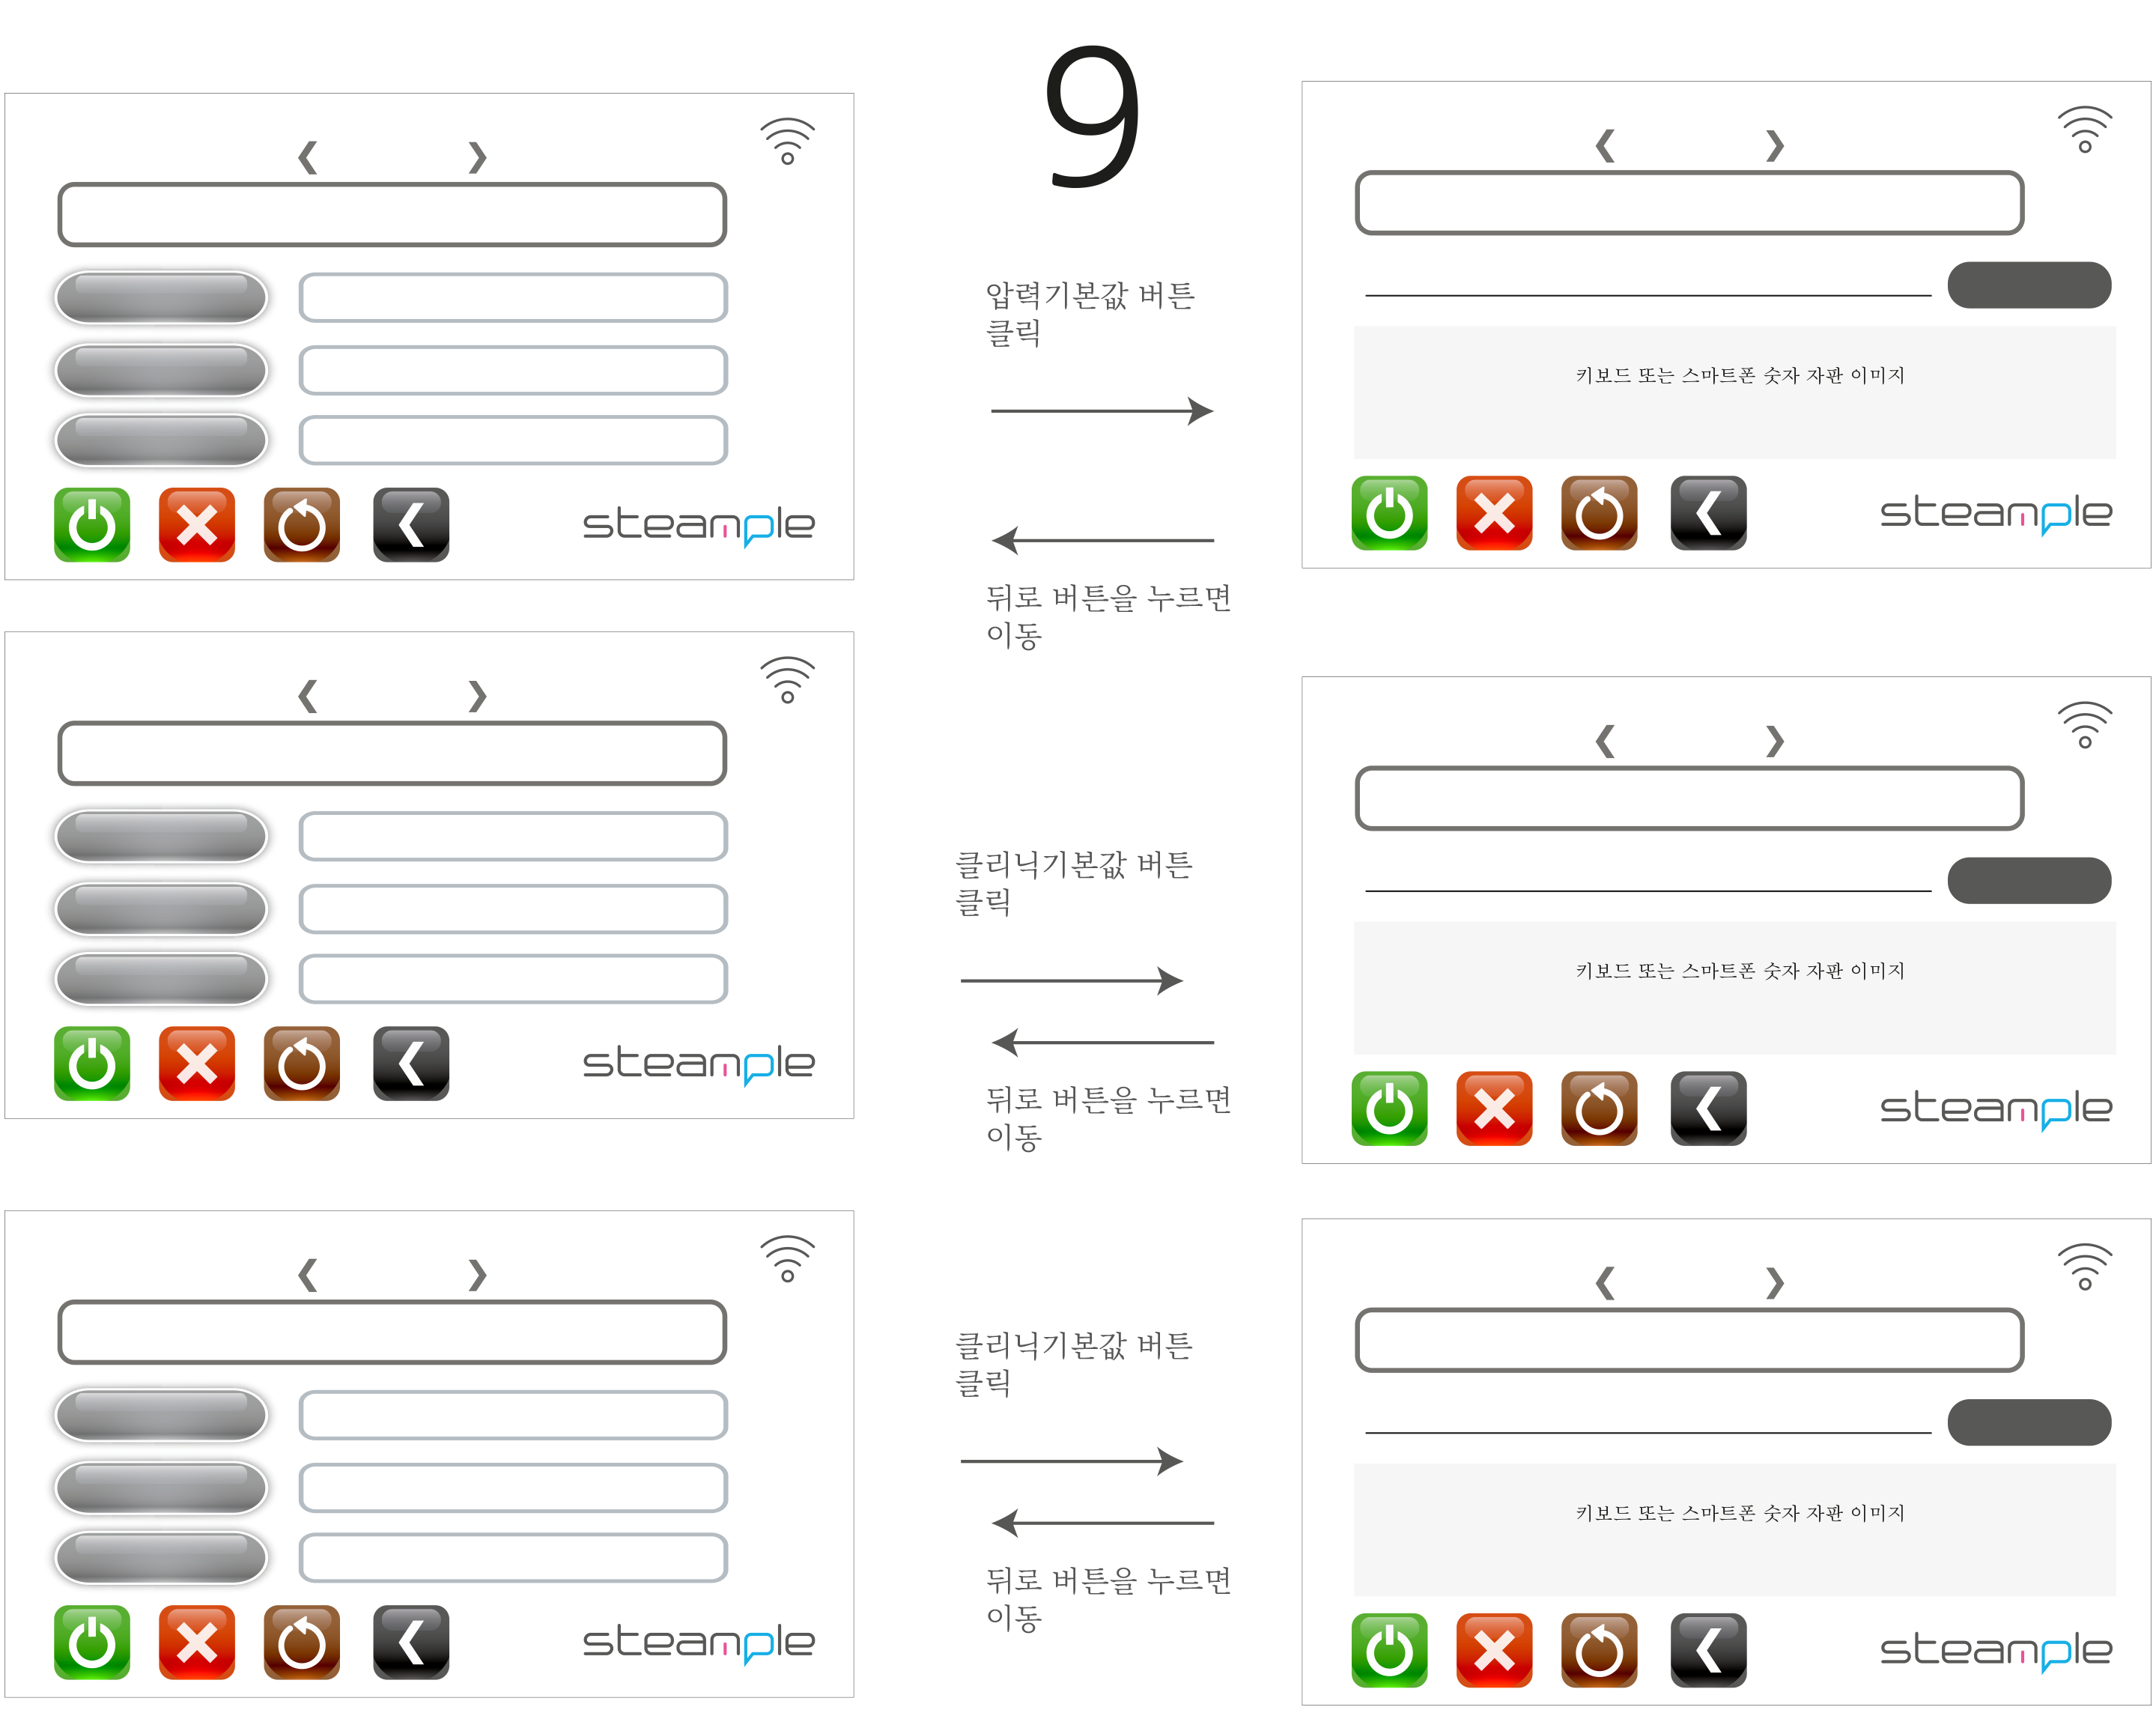 9
압력기본값 버튼
클릭
키보드 또는 스마트폰 숫자 자판 이미지
steample
steample
뒤로 버튼을 누르면
이동
클리닉기본값 버튼
클릭
키보드 또는 스마트폰 숫자 자판 이미지
steample
steample
뒤로 버튼을 누르면
이동
클리닉기본값 버튼
클릭
키보드 또는 스마트폰 숫자 자판 이미지
steample
steample
뒤로 버튼을 누르면
이동